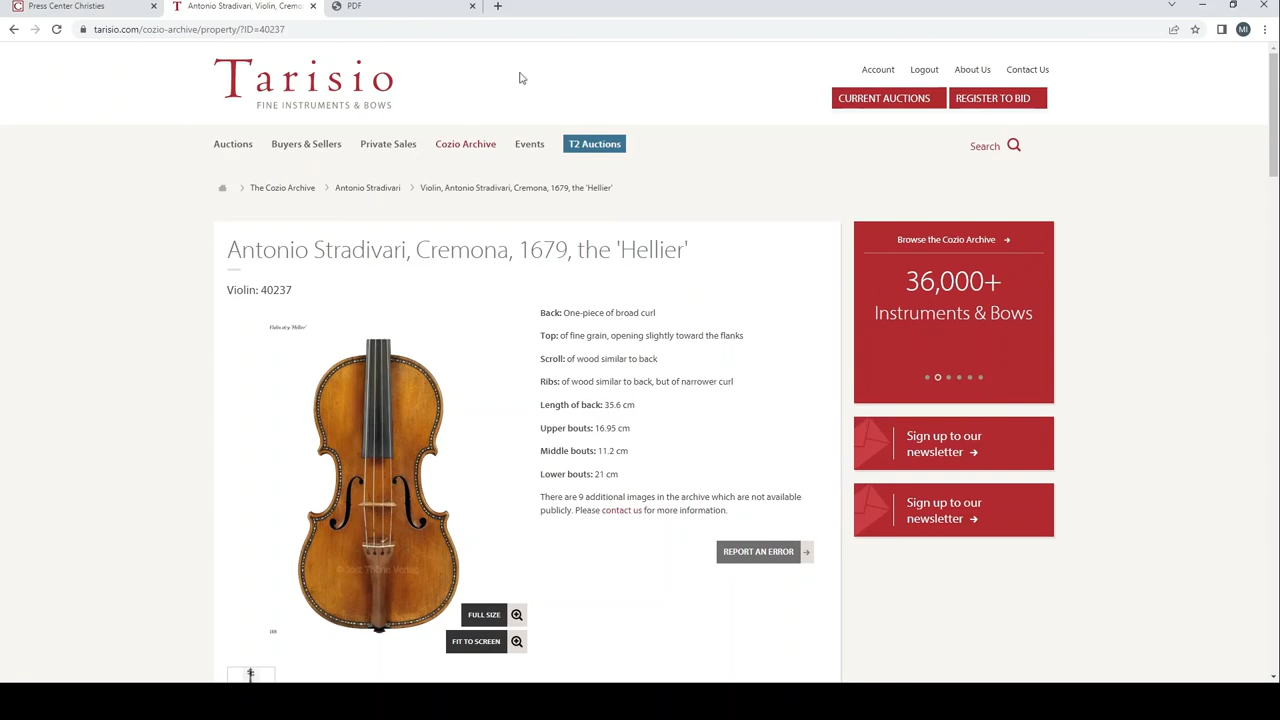 Press Center Christies
Antonio Stradivari, Violin, Cremo
PDF
tarisio.com/cozio-archive/property/?ID=40237
MI
Tarisio
FINE INSTRUMENTS & BOWS
Account Logout About Us Contact Us
CURRENT AUCTIONS REGISTER TO BID
Auctions Buyers & Sellers Private Sales Cozio Archive Events T2 Auctions
Search
The Cozio Archive Antonio Stradivari Violin, Antonio Stradivari, Cremona, 1679, the 'Hellier'
Antonio Stradivari, Cremona, 1679, the 'Hellier'
Violin: 40237
Violin 1679 'Hellier'
© Jost Thöne Verlag
188
FULL SIZE
FIT TO SCREEN
Back: One-piece of broad curl
Top: of fine grain, opening slightly toward the flanks
Scroll: of wood similar to back
Ribs: of wood similar to back, but of narrower curl
Length of back: 35.6 cm
Upper bouts: 16.95 cm
Middle bouts: 11.2 cm
Lower bouts: 21 cm
There are 9 additional images in the archive which are not available
publicly. Please contact us for more information.
REPORT AN ERROR
Browse the Cozio Archive
36,000+
Instruments & Bows
Sign up to our
newsletter
Sign up to our
newsletter